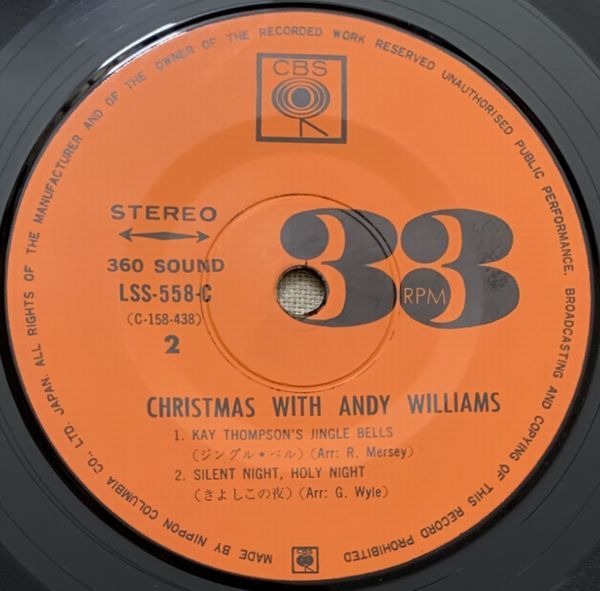 MADE BY NIPPON COLUMBIA CO., LTD. JAPAN. ALL RIGHTS OF THE MANUFACTURER AND OF THE OWNER OF THE RECORDED WORK RESERVED UNAUTHORISED PUBLIC PERFORMANCE, BROADCASTING AND COPYING OF THIS RECORD PROHIBITED
CBS
STEREO
360 SOUND
LSS-558-C
(C-158-438)
2
33
RPM
CHRISTMAS WITH ANDY WILLIAMS
1. KAY THOMPSON'S JINGLE BELLS
(ジングル・ベル) (Arr: R. Mersey)
2. SILENT NIGHT, HOLY NIGHT
(きよしこの夜) (Arr: G. Wyle)
CBS